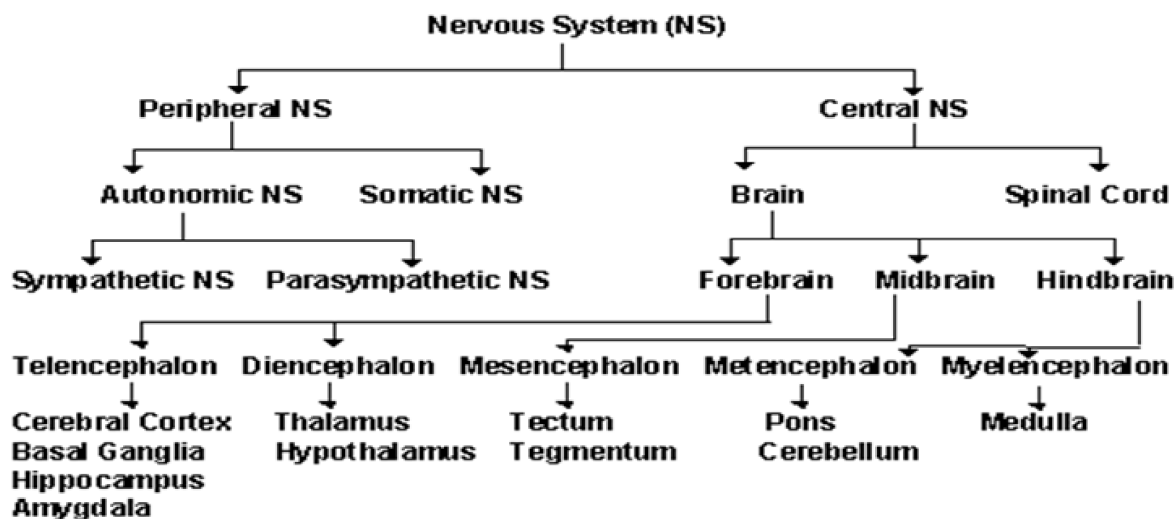 Nervous System (NS)
Peripheral NS Central NS
Autonomic NS Somatic NS Brain Spinal Cord
Sympathetic NS Parasympathetic NS Forebrain Midbrain Hindbrain
Telencephalon Diencephalon Mesencephalon Metencephalon Myelencephalon
Cerebral Cortex Thalamus Tectum Pons Medulla
Basal Ganglia Hypothalamus Tegmentum Cerebellum
Hippocampus
Amygdala